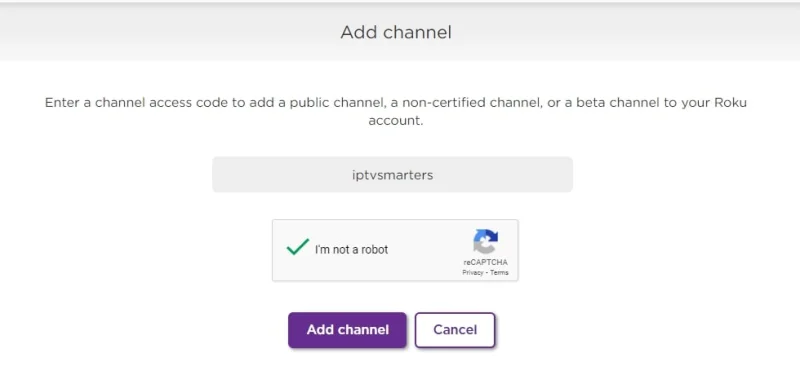 Add channel
Enter a channel access code to add a public channel, a non-certified channel, or a beta channel to your Roku
account.
iptvsmarters
I'm not a robot
reCAPTCHA
Privacy - Terms
Add channel
Cancel